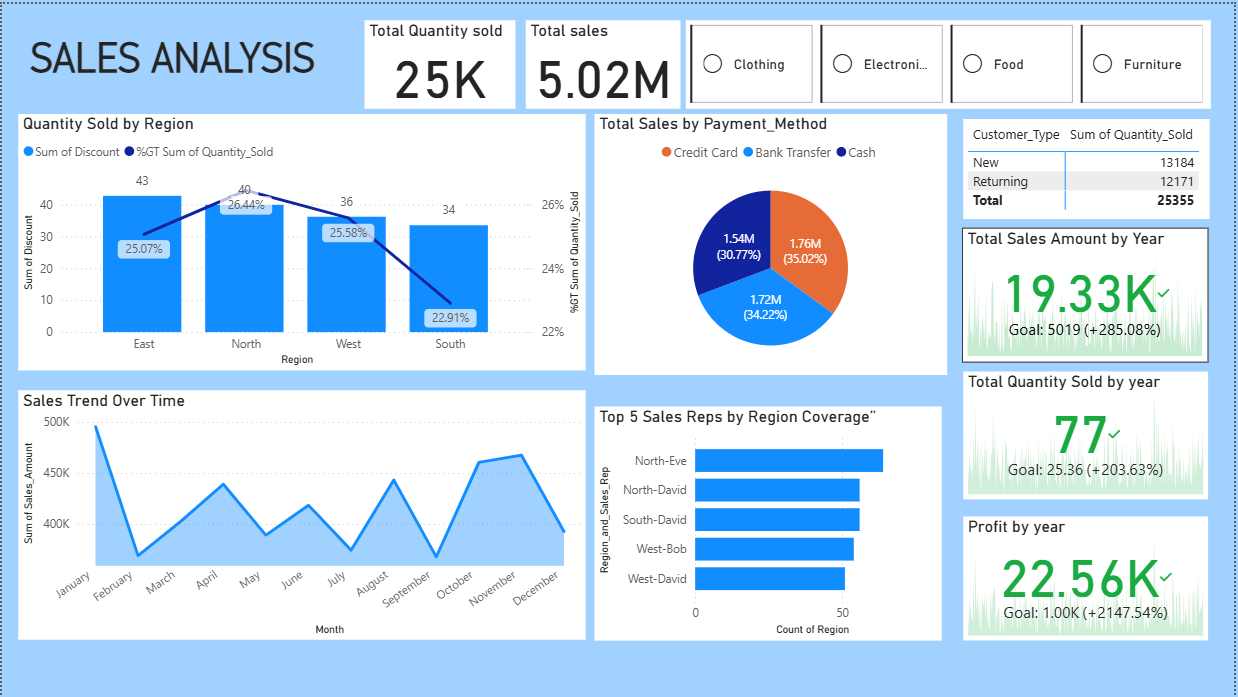 SALES ANALYSIS
Total Quantity sold
25K
Total sales
5.02M
Clothing
Electroni...
Food
Furniture
Quantity Sold by Region
Sum of Discount %GT Sum of Quantity_Sold
Sum of Discount
40
30
20
10
0
43
40
36
34
25.07%
26.44%
25.58%
22.91%
26%
24%
22%
%GT Sum of Quantity_Sold
East North West South
Region
Total Sales by Payment_Method
Credit Card Bank Transfer Cash
1.54M
(30.77%)
1.76M
(35.02%)
1.72M
(34.22%)
Customer_Type Sum of Quantity_Sold
New 13184
Returning 12171
Total 25355
Total Sales Amount by Year
19.33K
Goal: 5019 (+285.08%)
Total Quantity Sold by year
77
Goal: 25.36 (+203.63%)
Profit by year
22.56K
Goal: 1.00K (+2147.54%)
Sales Trend Over Time
Sum of Sales_Amount
500K
450K
400K
January February March April May June July August September October November December
Month
Top 5 Sales Reps by Region Coverage"
Region_and_Sales_Rep
North-Eve
North-David
South-David
West-Bob
West-David
0 50
Count of Region